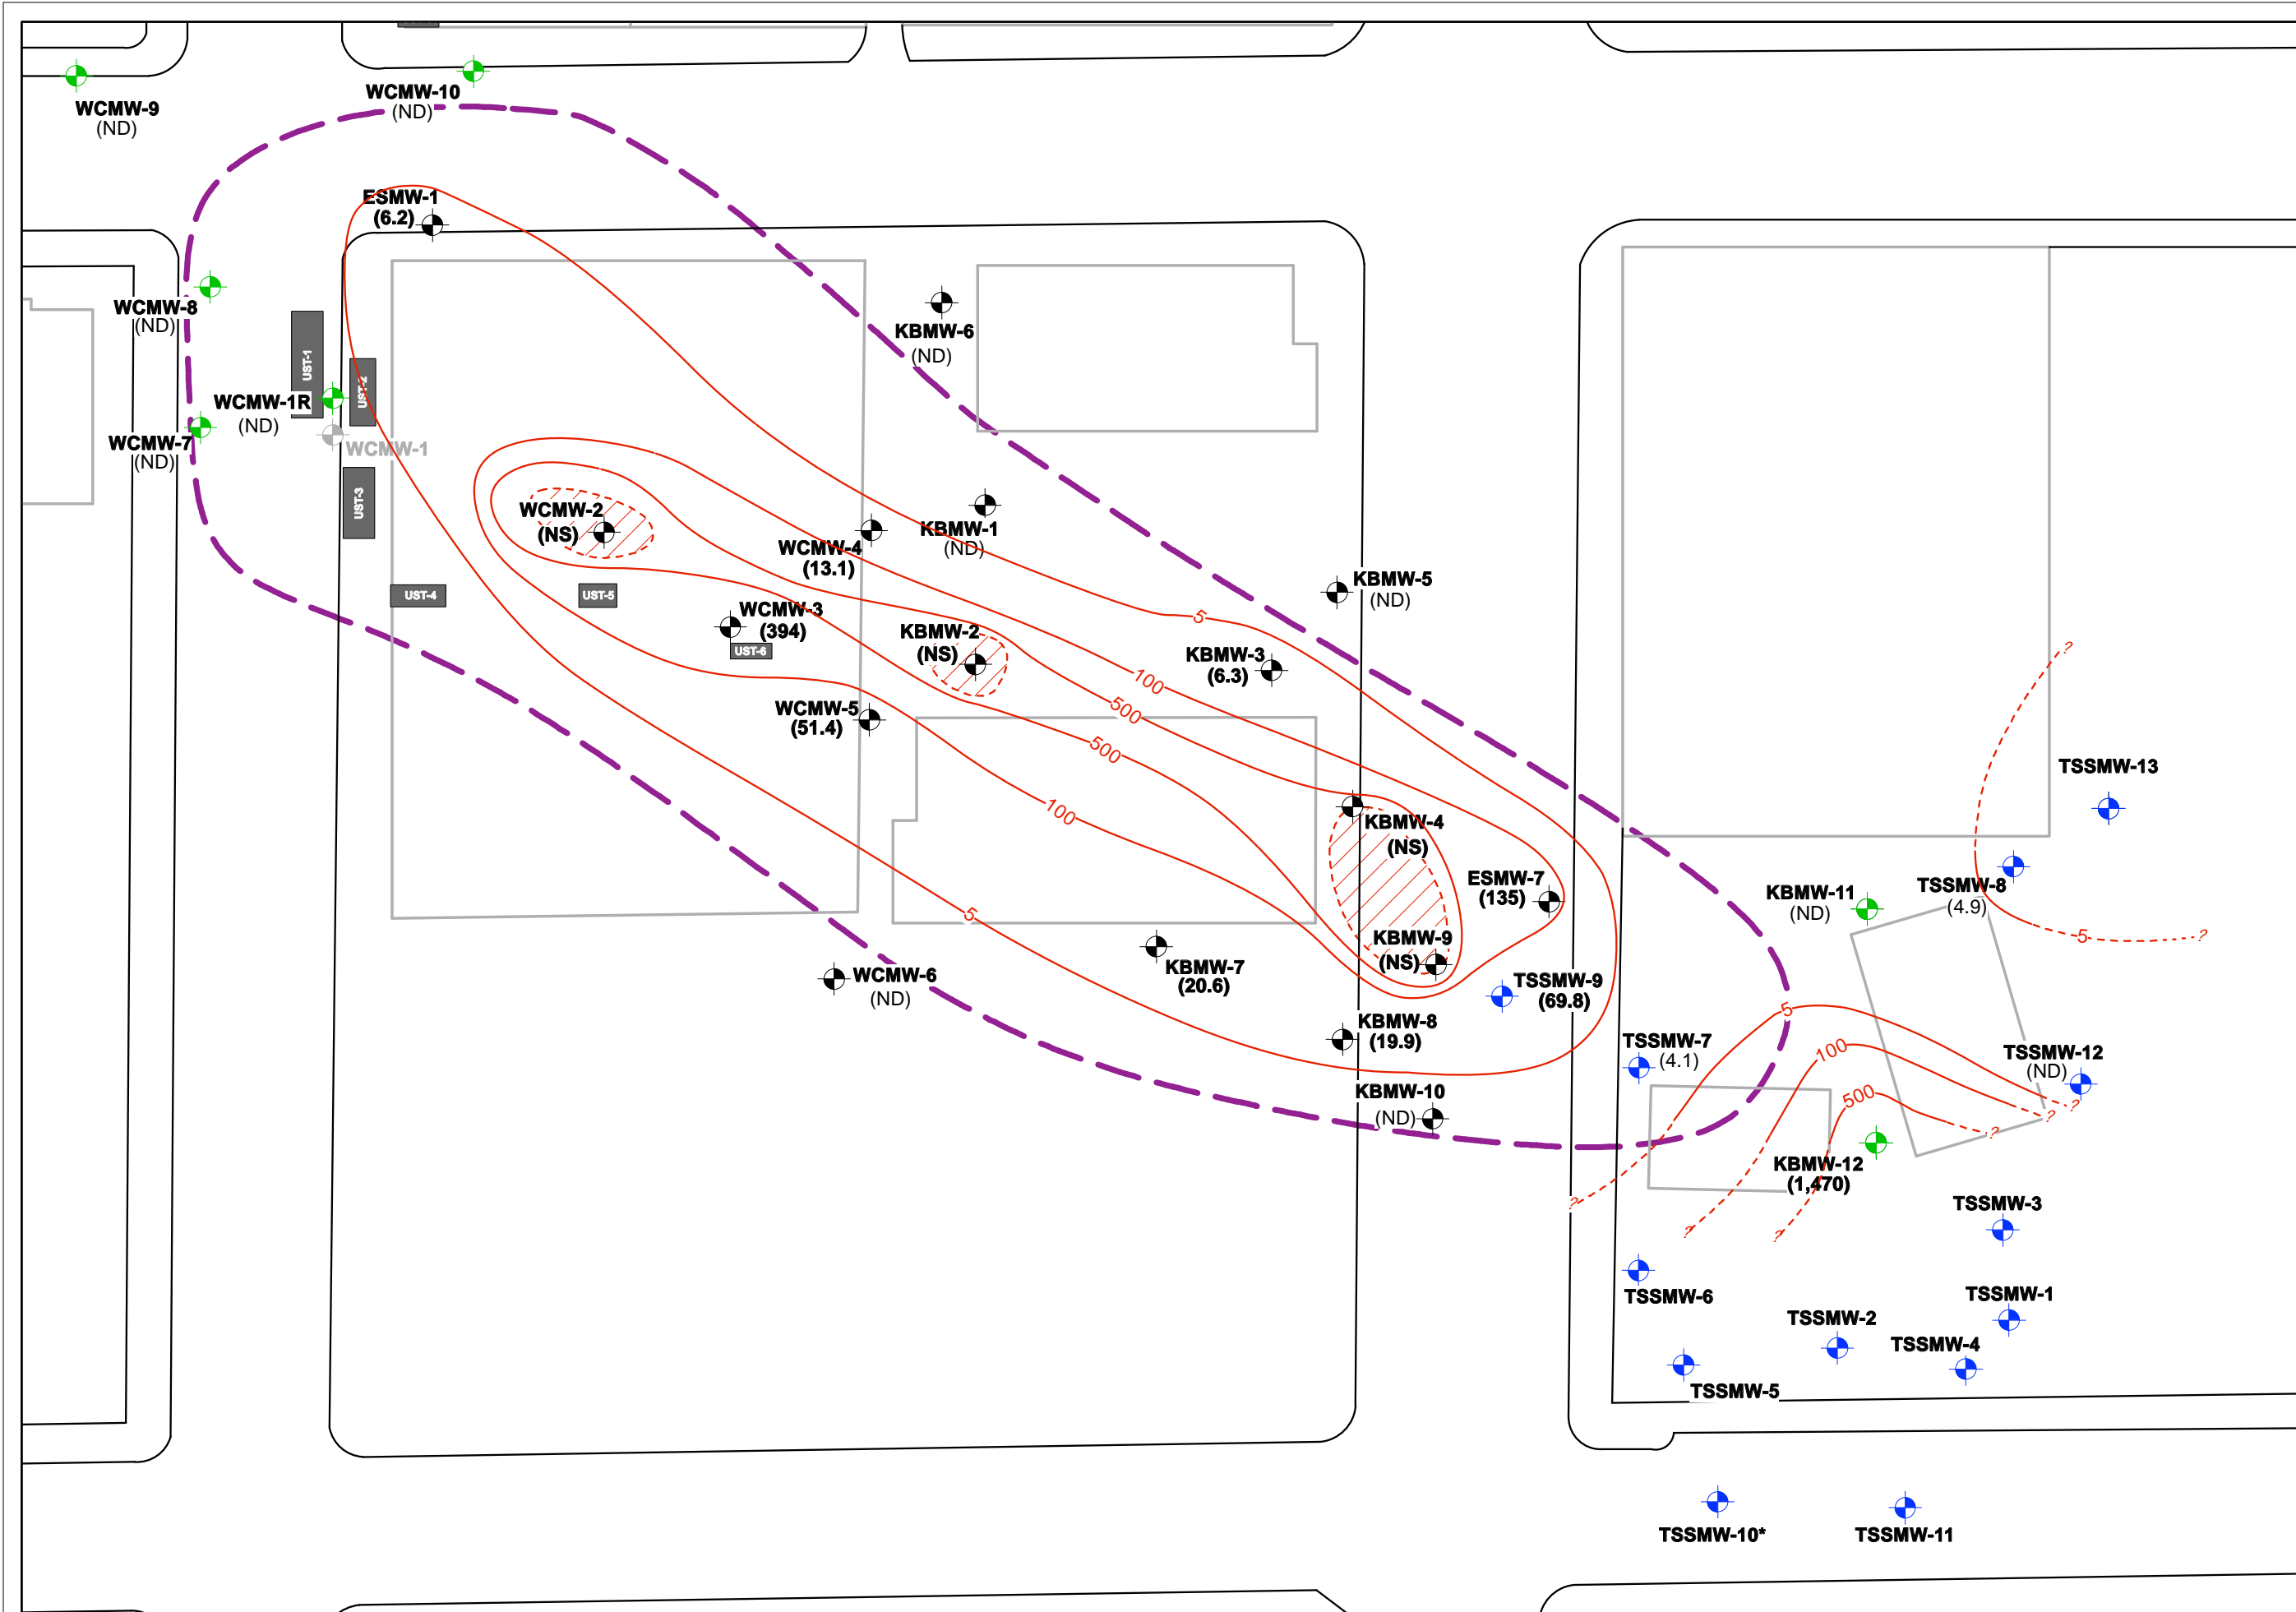 WCMW-9
(ND)
WCMW-10
(ND)
ESMW-1
(6.2)
WCMW-8
(ND)
UST-1
UST-2
WCMW-1R
(ND)
WCMW-7
(ND)
WCMW-1
UST-3
UST-4
UST-5
WCMW-2
(NS)
WCMW-3
(394)
UST-6
WCMW-4
(13.1)
WCMW-5
(51.4)
KBMW-6
(ND)
KBMW-1
(ND)
KBMW-2
(NS)
KBMW-5
(ND)
KBMW-3
(6.3)
5
100
500
500
100
5
KBMW-4
(NS)
ESMW-7
(135)
KBMW-9
(NS)
WCMW-6
(ND)
KBMW-7
(20.6)
TSSMW-9
(69.8)
KBMW-8
(19.9)
KBMW-10
(ND)
?
TSSMW-13
TSSMW-8
(4.9)
KBMW-11
(ND)
5
?
5
100
500
TSSMW-7
(4.1)
TSSMW-12
(ND)
?
?
?
KBMW-12
(1,470)
?
?
?
TSSMW-3
TSSMW-6
TSSMW-1
TSSMW-2
TSSMW-4
TSSMW-5
TSSMW-10*
TSSMW-11